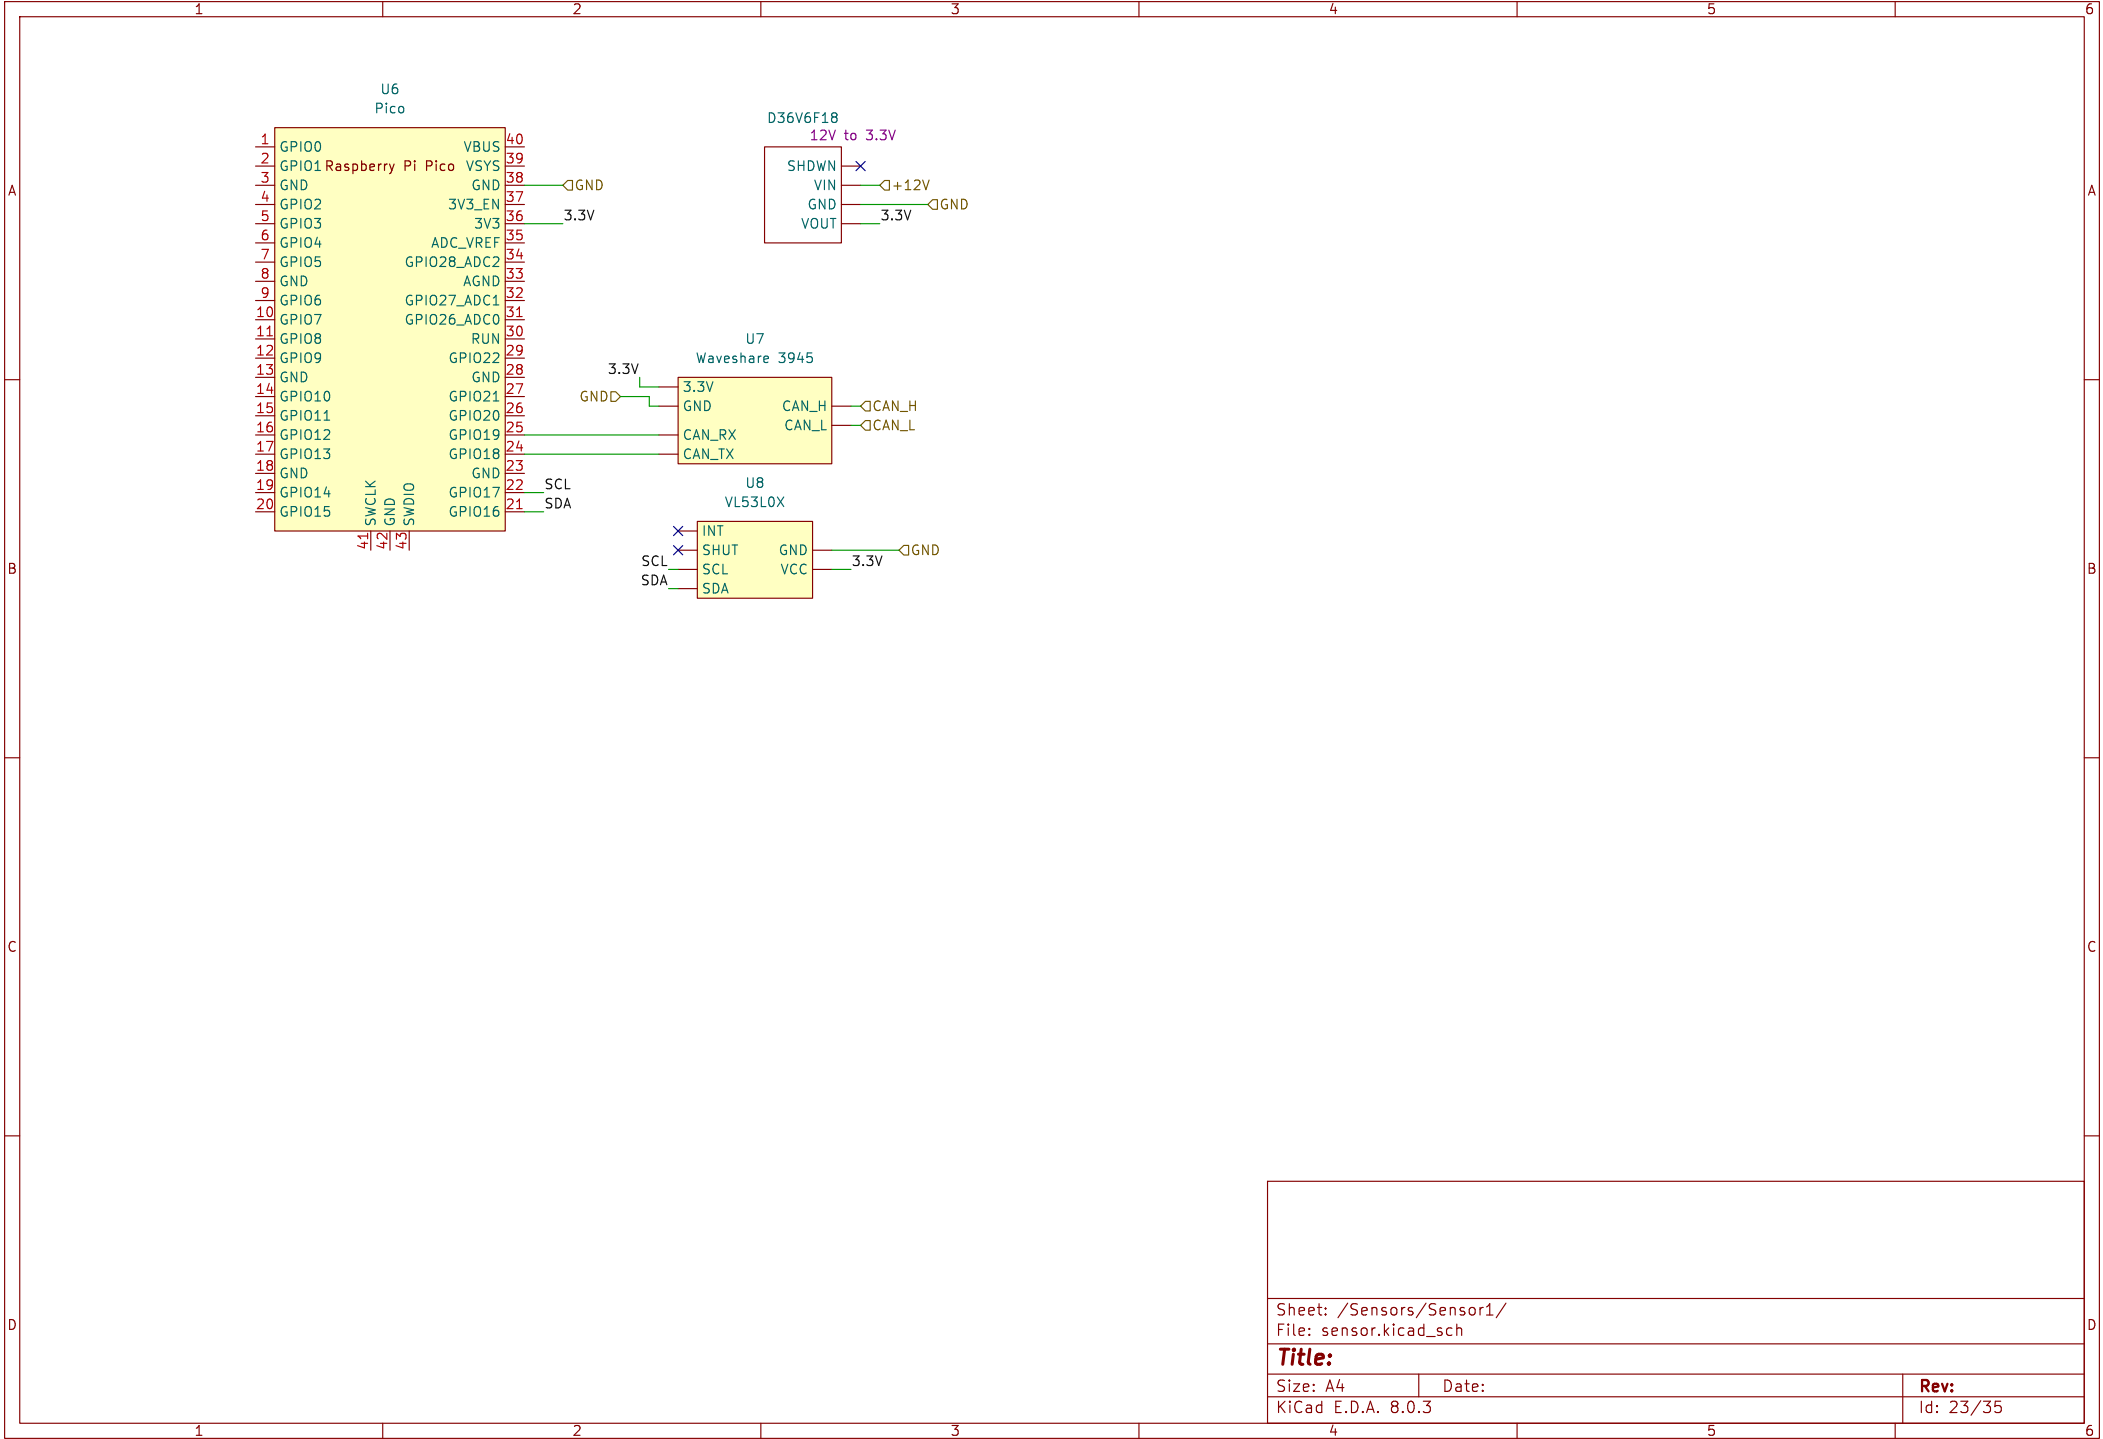 1 2 3 4 5 6
A A
B B
C C
D D
U6
Pico
Raspberry Pi Pico
1 GPIO0
2 GPIO1
3 GND
4 GPIO2
5 GPIO3
6 GPIO4
7 GPIO5
8 GND
9 GPIO6
10 GPIO7
11 GPIO8
12 GPIO9
13 GND
14 GPIO10
15 GPIO11
16 GPIO12
17 GPIO13
18 GND
19 GPIO14
20 GPIO15
VBUS 40
VSYS 39
GND 38 GND
3V3_EN 37
3V3 36 3.3V
ADC_VREF 35
GPIO28_ADC2 34
AGND 33
GPIO27_ADC1 32
GPIO26_ADC0 31
RUN 30
GPIO22 29
GND 28
GPIO21 27
GPIO20 26
GPIO19 25
GPIO18 24
GND 23
GPIO17 22 SCL
GPIO16 21 SDA
SWCLK 41
GND 42
SWDIO 43
D36V6F18
12V to 3.3V
SHDWN
VIN +12V
GND GND
VOUT 3.3V
U7
Waveshare 3945
3.3V 3.3V
GND GND
CAN_RX
CAN_TX
CAN_H CAN_H
CAN_L CAN_L
U8
VL53L0X
INT
SHUT
SCL SCL
SDA SDA
GND GND
VCC 3.3V
Sheet: /Sensors/Sensor1/
File: sensor.kicad_sch
Title:
Size: A4 Date: Rev:
KiCad E.D.A. 8.0.3 Id: 23/35
1 2 3 4 5 6